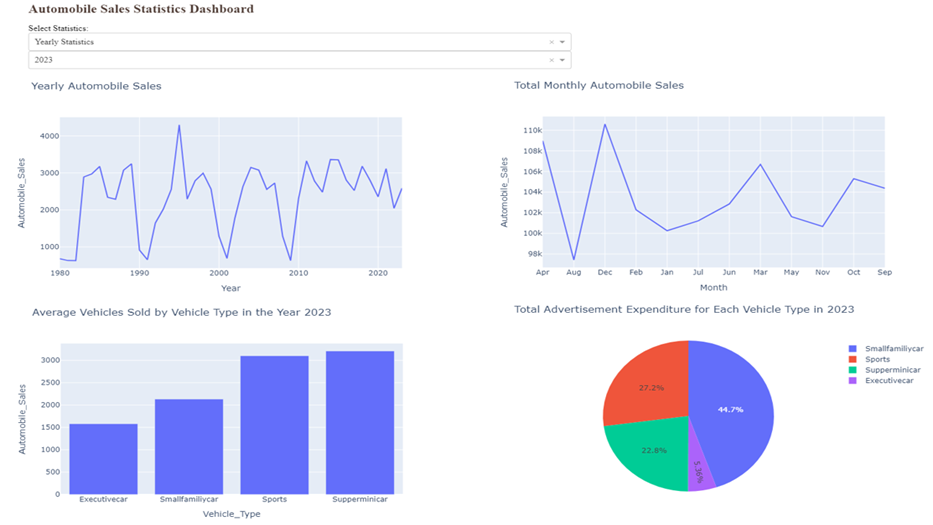 Automobile Sales Statistics Dashboard
Select Statistics:
Yearly Statistics
2023
Yearly Automobile Sales
Automobile_Sales
4000
3000
2000
1000
1980 1990 2000 2010 2020
Year
Total Monthly Automobile Sales
Automobile_Sales
110k
108k
106k
104k
102k
100k
98k
Apr Aug Dec Feb Jan Jul Jun Mar May Nov Oct Sep
Month
Average Vehicles Sold by Vehicle Type in the Year 2023
Automobile_Sales
3000
2500
2000
1500
1000
500
0
Executivecar Smallfamiliycar Sports Supperminicar
Vehicle_Type
Total Advertisement Expenditure for Each Vehicle Type in 2023
27.2%
44.7%
22.8%
Smallfamiliycar
Sports
Supperminicar
Executivecar